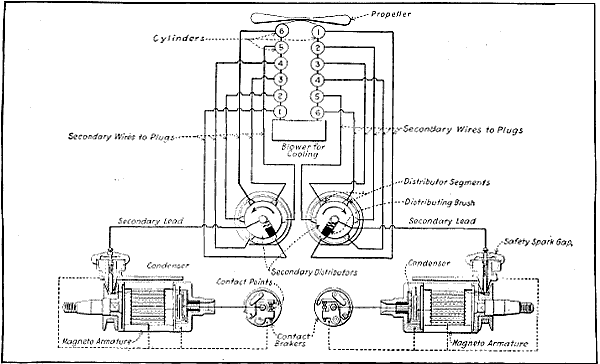 Propeller
Cylinders
6 1
5 2
4 3
3 4
2 5
1 6
Secondary Wires to Plugs
Secondary Wires to Plugs
Blower for
Cooling
Distributor Segments
Distributing Brush
Secondary Lead
Secondary Lead
Safety Spark Gap
Condenser
Secondary Distributors
Condenser
Contact Points
Contact
Brakers
Magneto Armature
Magneto Armature